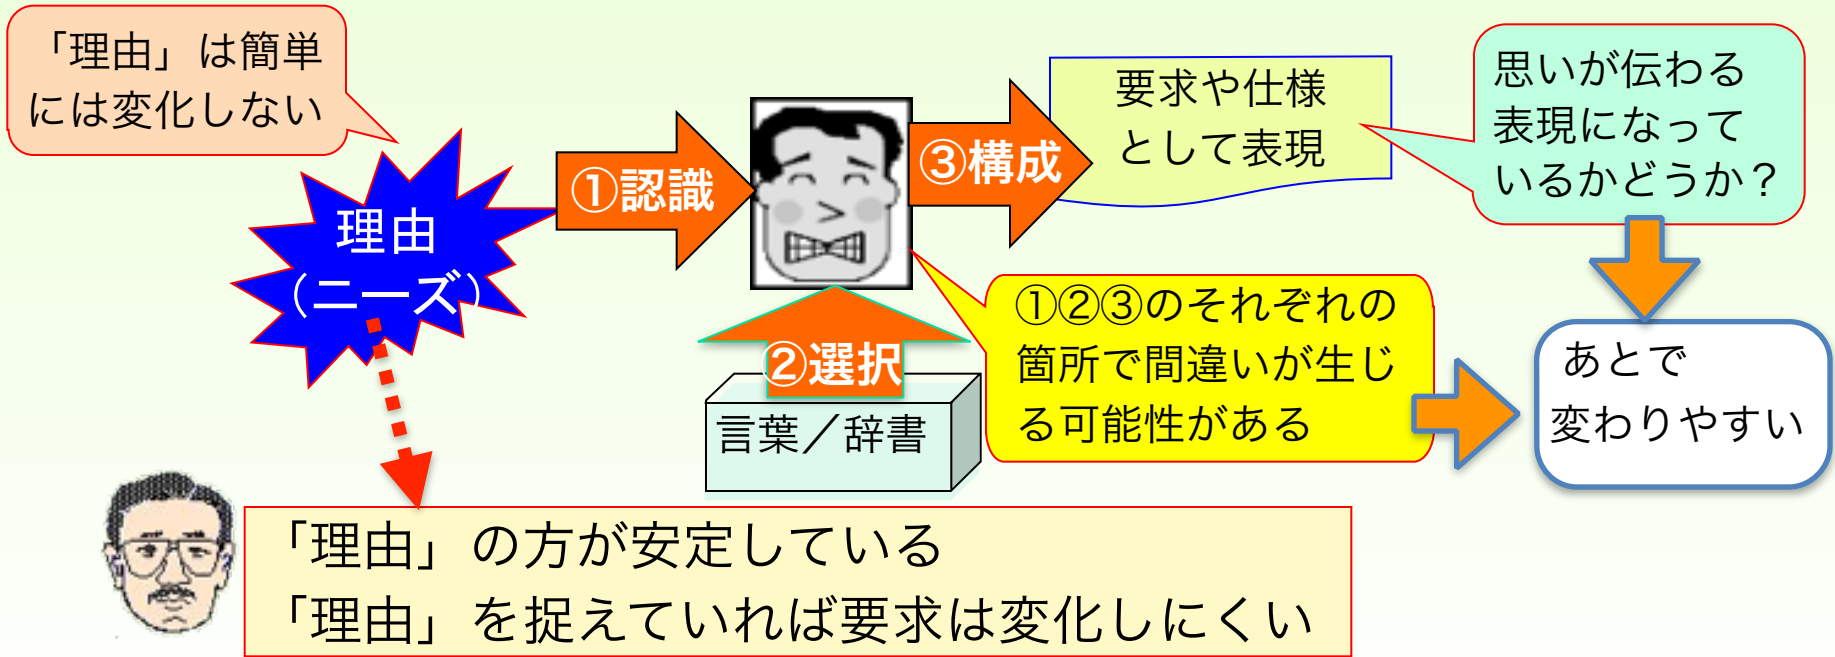 「理由」は簡単
には変化しない
理由
（ニーズ）
①認識
②選択
言葉／辞書
③構成
要求や仕様
として表現
思いが伝わる
表現になって
いるかどうか？
①②③のそれぞれの
箇所で間違いが生じ
る可能性がある
あとで
変わりやすい
「理由」の方が安定している
「理由」を捉えていれば要求は変化しにくい